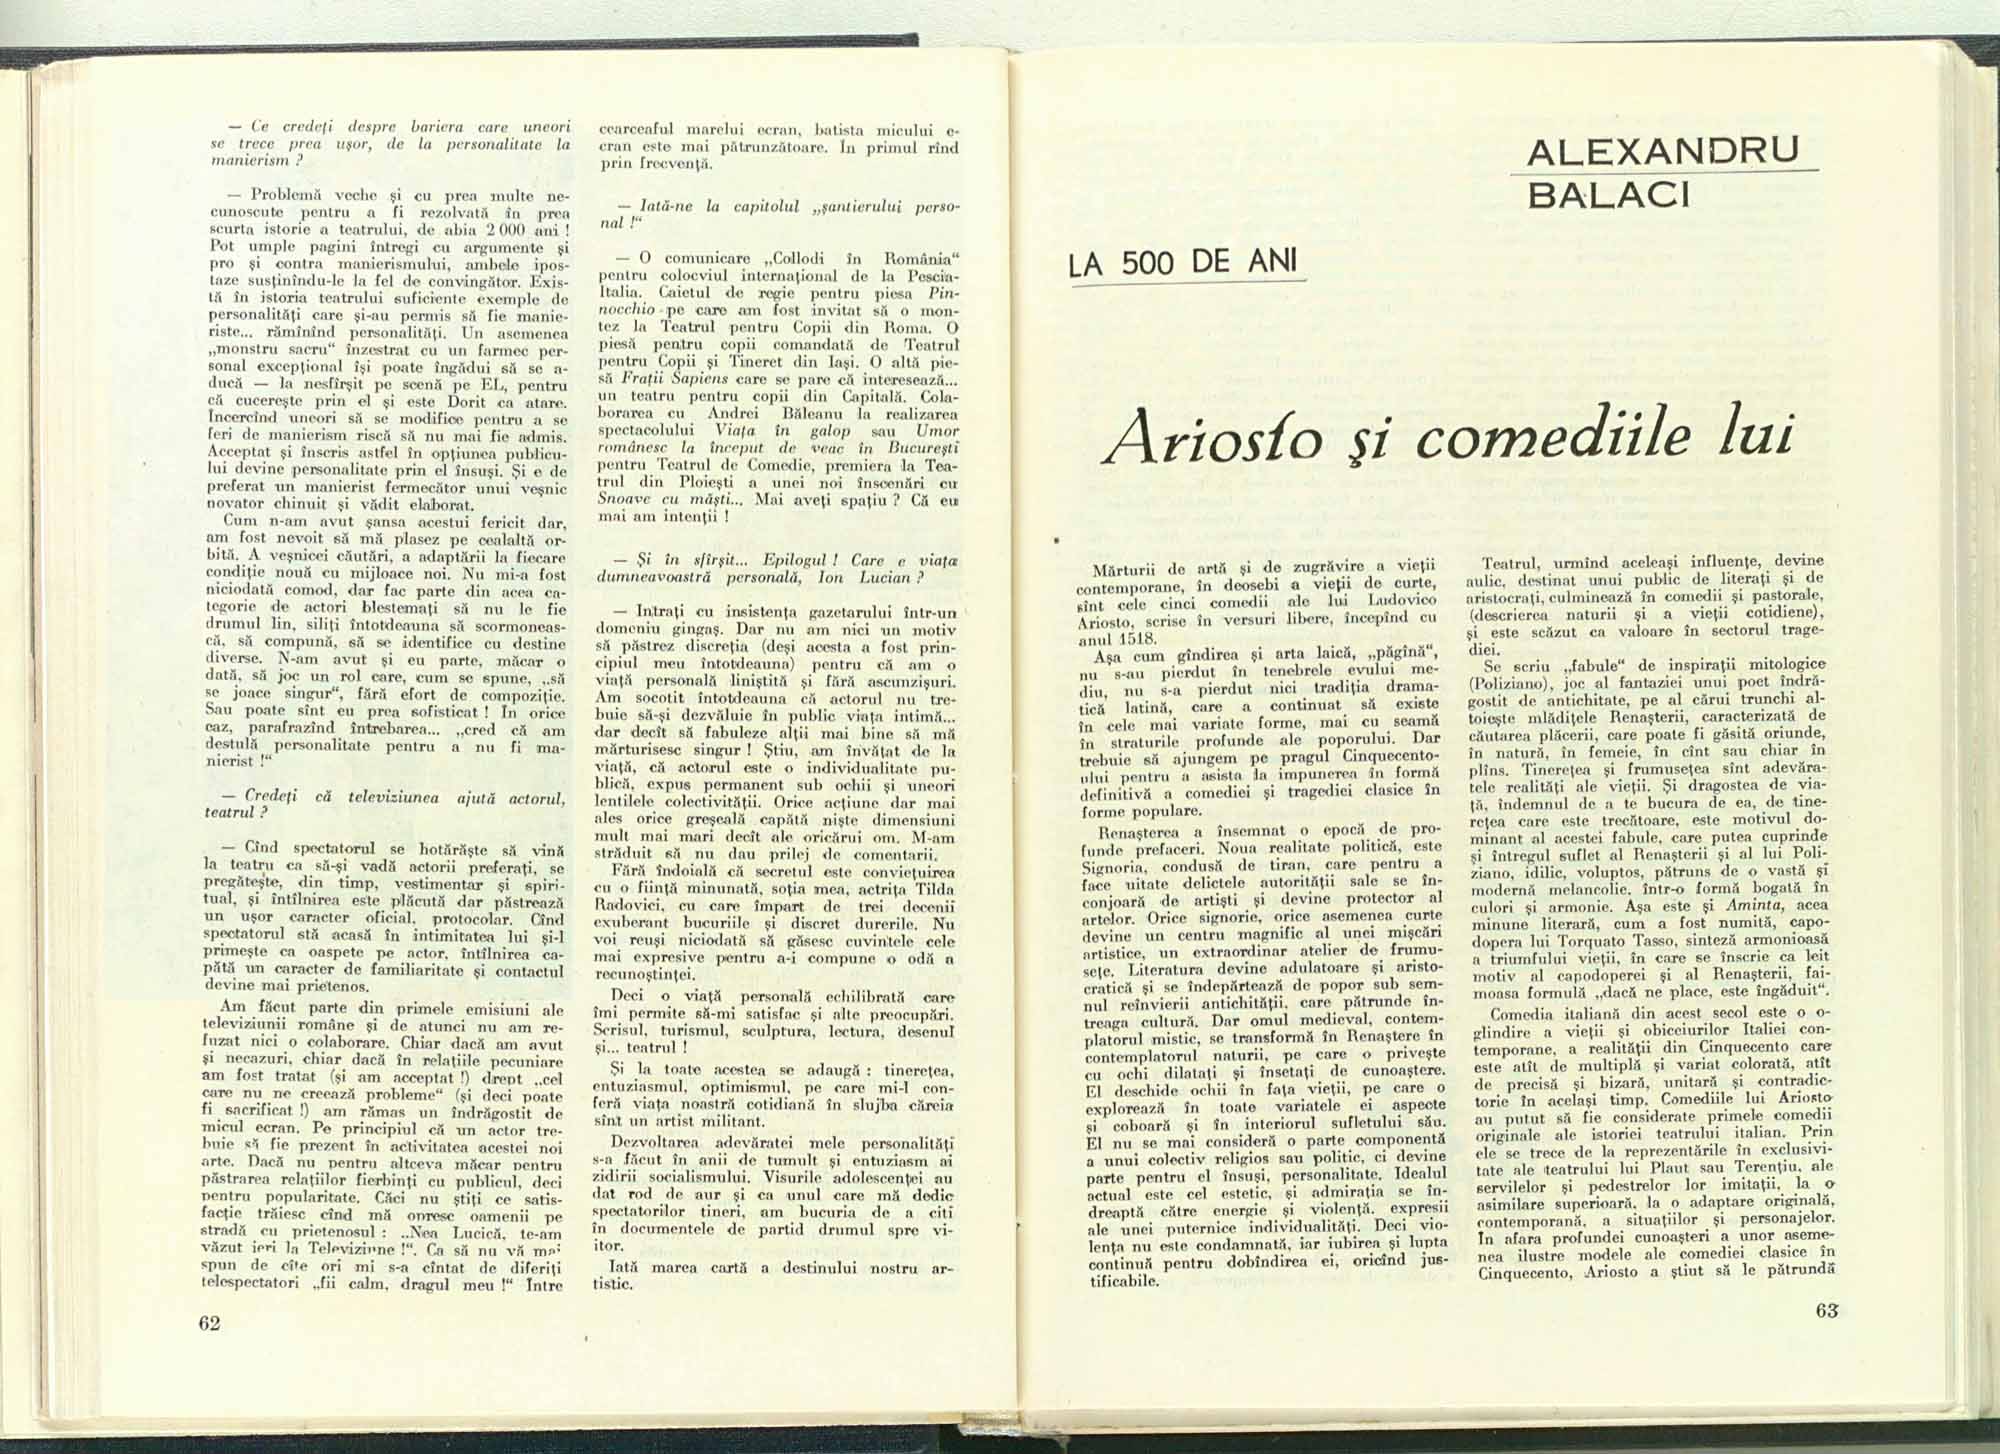 — Ce credeți despre bariera care uneori
se trece prea ușor, de la personalitate la
manierism ?
— Problemă veche și cu prea multe ne-
cunoscute pentru a fi rezolvată în prea
scurta istorie a teatrului, de abia 2 000 ani !
Pot umple pagini întregi cu argumente și
pro și contra manierismului, ambele ipos-
taze susținîndu-le la fel de convingător. Exis-
tă în istoria teatrului suficiente exemple de
personalități care și-au permis să fie manie-
riste... rămînînd personalități. Un asemenea
„monstru sacru“ înzestrat cu un farmec per-
sonal excepțional își poate îngădui să se a-
ducă — la nesfîrșit pe scenă pe EL, pentru
că cucerește prin el și este Dorit ca atare.
Încercînd uneori să se modifice pentru a se
feri de manierism riscă să nu mai fie admis.
Acceptat și înscris astfel în opțiunea publicu-
lui devine personalitate prin el însuși. Și e de
preferat un manierist fermecător unui veșnic
novator chinuit și vădit elaborat.
Cum n-am avut șansa acestui fericit dar,
am fost nevoit să mă plasez pe cealaltă or-
bită. A veșnicei căutări, a adaptării la fiecare
condiție nouă cu mijloace noi. Nu mi-a fost
niciodată comod, dar fac parte din acea ca-
tegorie de actori blestemați să nu le fie
drumul lin, siliți întotdeauna să scormoneas-
că, să compună, să se identifice cu destine
diverse. N-am avut și eu parte, măcar o
dată, să joc un rol care, cum se spune, „să
se joace singur“, fără efort de compoziție.
Sau poate sînt eu prea sofisticat ! In orice
caz, parafrazînd întrebarea... „cred că am
destulă personalitate pentru a nu fi ma-
nierist !“
— Credeți că televiziunea ajută actorul,
teatrul ?
— Cînd spectatorul se hotărăște să vină
la teatru ca să-și vadă actorii preferați, se
pregătește, din timp, vestimentar și spiri-
tual, și întîlnirea este plăcută dar păstrează
un ușor caracter oficial, protocolar. Cînd
spectatorul stă acasă în intimitatea lui și-l
primește ca oaspete pe actor, întîlnirea ca-
pătă un caracter de familiaritate și contactul
devine mai prietenos.
Am făcut parte din primele emisiuni ale
televiziunii române și de atunci nu am re-
fuzat nici o colaborare. Chiar dacă am avut
și necazuri, chiar dacă în relațiile pecuniare
am fost tratat (și am acceptat !) drept „cel
care nu ne creează probleme“ (și deci poate
fi sacrificat !) am rămas un îndrăgostit de
micul ecran. Pe principiul că un actor tre-
buie să fie prezent în activitatea acestei noi
arte. Dacă nu pentru altceva măcar pentru
păstrarea relațiilor fierbinți cu publicul, deci
pentru popularitate. Căci nu știți ce satis-
facție trăiesc cînd mă opresc oamenii pe
stradă cu prietenosul : „Nea Lucică, te-am
văzut ieri la Televiziune !“. Ca să nu vă mai
spun de cîte ori mi s-a cîntat de diferiți
telespectatori „fii calm, dragul meu !“ Între
62
cearceaful marelui ecran, batista micului e-
cran este mai pătrunzătoare. In primul rînd
prin frecvență.
— Iată-ne la capitolul „șantierului perso-
nal !“
— O comunicare „Collodi în România“
pentru colocviul internațional de la Pescia-
Italia. Caietul de regie pentru piesa Pin-
nocchio pe care am fost invitat să o mon-
tez la Teatrul pentru Copii din Roma. O
piesă pentru copii comandată de Teatrul
pentru Copii și Tineret din Iași. O altă pie-
să Frații Sapiens care se pare că interesează...
un teatru pentru copii din Capitală. Cola-
borarea cu Andrei Băleanu la realizarea
spectacolului Viața în galop sau Umor
românesc la început de veac în București
pentru Teatrul de Comedie, premiera la Tea-
trul din Ploiești a unei noi înscenări cu
Snoave cu măști... Mai aveți spațiu ? Că eu
mai am intenții !
— Și în sfîrșit... Epilogul ! Care e viața
dumneavoastră personală, Ion Lucian ?
— Intrați cu insistența gazetarului într-un
domeniu gingaș. Dar nu am nici un motiv
să păstrez discreția (deși acesta a fost prin-
cipiul meu întotdeauna) pentru că am o
viață personală liniștită și fără ascunzișuri.
Am socotit întotdeauna că actorul nu tre-
buie să-și dezvăluie în public viața intimă...
dar decît să fabuleze alții mai bine să mă
mărturisesc singur ! Știu, am învățat de la
viață, că actorul este o individualitate pu-
blică, expus permanent sub ochii și uneori
lentilele colectivității. Orice acțiune dar mai
ales orice greșeală capătă niște dimensiuni
mult mai mari decît ale oricărui om. M-am
străduit să nu dau prilej de comentarii.
Fără îndoială că secretul este conviețuirea
cu o ființă minunată, soția mea, actrița Tilda
Radovici, cu care împart de trei decenii
exuberant bucuriile și discret durerile. Nu
voi reuși niciodată să găsesc cuvintele cele
mai expresive pentru a-i compune o odă a
recunoștinței.
Deci o viață personală echilibrată care
îmi permite să-mi satisfac și alte preocupări.
Scrisul, turismul, sculptura, lectura, desenul
și... teatrul !
Și la toate acestea se adaugă : tinerețea,
entuziasmul, optimismul, pe care mi-l con-
feră viața noastră cotidiană în slujba căreia
sînt un artist militant.
Dezvoltarea adevăratei mele personalități
s-a făcut în anii de tumult și entuziasm ai
zidirii socialismului. Visurile adolescenței au
dat rod de aur și ca unul care mă dedic
spectatorilor tineri, am bucuria de a citi
în documentele de partid drumul spre vi-
itor.
Iată marea cartă a destinului nostru ar-
tistic.
ALEXANDRU
BALACI
LA 500 DE ANI
Ariosto și comediile lui
Mărturii de artă și de zugrăvire a vieții
contemporane, în deosebi a vieții de curte,
sînt cele cinci comedii ale lui Ludovico
Ariosto, scrise în versuri libere, începînd cu
anul 1518.
Așa cum gîndirea și arta laică, „păgînă“,
nu s-au pierdut în tenebrele evului me-
diu, nu s-a pierdut nici tradiția drama-
tică latină, care a continuat să existe
în cele mai variate forme, mai cu seamă
în straturile profunde ale poporului. Dar
trebuie să ajungem pe pragul Cinquecento-
ului pentru a asista la impunerea în formă
definitivă a comediei și tragediei clasice în
forme populare.
Renașterea a însemnat o epocă de pro-
funde prefaceri. Noua realitate politică, este
Signoria, condusă de tiran, care pentru a
face uitate delictele autorității sale se în-
conjoară de artiști și devine protector al
artelor. Orice signorie, orice asemenea curte
devine un centru magnific al unei mișcări
artistice, un extraordinar atelier de frumu-
sețe. Literatura devine adulatoare și aristo-
cratică și se îndepărtează de popor sub sem-
nul reînvierii antichității, care pătrunde în-
treaga cultură. Dar omul medieval, contem-
platorul mistic, se transformă în Renaștere în
contemplatorul naturii, pe care o privește
cu ochi dilatați și însetați de cunoaștere.
El deschide ochii în fața vieții, pe care o
explorează în toate variatele ei aspecte
și coboară și în interiorul sufletului său.
El nu se mai consideră o parte componentă
a unui colectiv religios sau politic, ci devine
parte pentru el însuși, personalitate. Idealul
actual este cel estetic, și admirația se în-
dreaptă către energie și violență, expresii
ale unei puternice individualități. Deci vio-
lența nu este condamnată, iar iubirea și lupta
continuă pentru dobîndirea ei, oricînd jus-
tificabile.
Teatrul, urmînd aceleași influențe, devine
aulic, destinat unui public de literați și de
aristocrați, culminează în comedii și pastorale,
(descrierea naturii și a vieții cotidiene),
și este scăzut ca valoare în sectorul trage-
diei.
Se scriu „fabule“ de inspirații mitologice
(Poliziano), joc al fantaziei unui poet îndră-
gostit de antichitate, pe al cărui trunchi al-
toiește mlădițele Renașterii, caracterizată de
căutarea plăcerii, care poate fi găsită oriunde,
în natură, în femeie, în cînt sau chiar în
plîns. Tinerețea și frumusețea sînt adevăra-
tele realități ale vieții. Și dragostea de via-
ță, îndemnul de a te bucura de ea, de tine-
rețea care este trecătoare, este motivul do-
minant al acestei fabule, care putea cuprinde
și întregul suflet al Renașterii și al lui Poli-
ziano, idilic, voluptos, pătruns de o vastă și
modernă melancolie, într-o formă bogată în
culori și armonie. Așa este și Aminta, acea
minune literară, cum a fost numită, capo-
dopera lui Torquato Tasso, sinteză armonioasă
a triumfului vieții, în care se înscrie ca leit
motiv al capodoperei și al Renașterii, fai-
moasa formulă „dacă ne place, este îngăduit“.
Comedia italiană din acest secol este o o-
glindire a vieții și obiceiurilor Italiei con-
temporane, a realității din Cinquecento care
este atît de multiplă și variat colorată, atît
de precisă și bizară, unitară și contradic-
torie în același timp. Comediile lui Ariosto
au putut să fie considerate primele comedii
originale ale istoriei teatrului italian. Prin
ele se trece de la reprezentările în exclusivi-
tate ale teatrului lui Plaut sau Terențiu, ale
servilelor și pedestrelor lor imitații, la o
asimilare superioară, la o adaptare originală,
contemporană, a situațiilor și personajelor.
În afara profundei cunoașteri a unor aseme-
nea ilustre modele ale comediei clasice în
Cinquecento, Ariosto a știut să le pătrundă
63